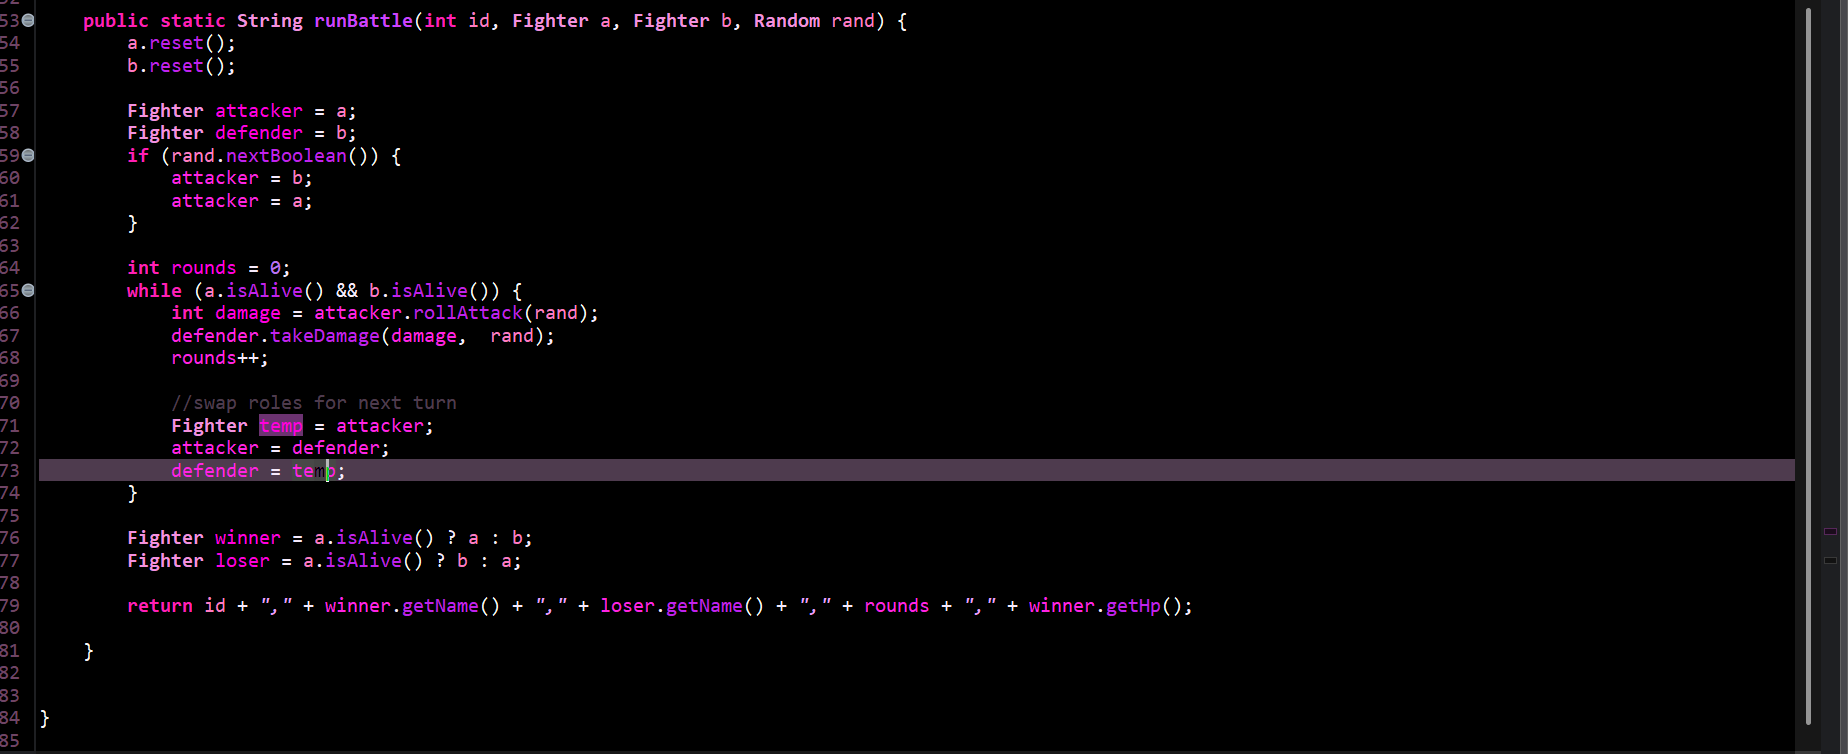 53 public static String runBattle(int id, Fighter a, Fighter b, Random rand) {
54 a.reset();
55 b.reset();
56
57 Fighter attacker = a;
58 Fighter defender = b;
59 if (rand.nextBoolean()) {
60 attacker = b;
61 attacker = a;
62 }
63
64 int rounds = 0;
65 while (a.isAlive() && b.isAlive()) {
66 int damage = attacker.rollAttack(rand);
67 defender.takeDamage(damage,  rand);
68 rounds++;
69
70 //swap roles for next turn
71 Fighter temp = attacker;
72 attacker = defender;
73 defender = temp;
74 }
75
76 Fighter winner = a.isAlive() ? a : b;
77 Fighter loser = a.isAlive() ? b : a;
78
79 return id + "," + winner.getName() + "," + loser.getName() + "," + rounds + "," + winner.getHp();
80
81 }
82
83
84 }
85